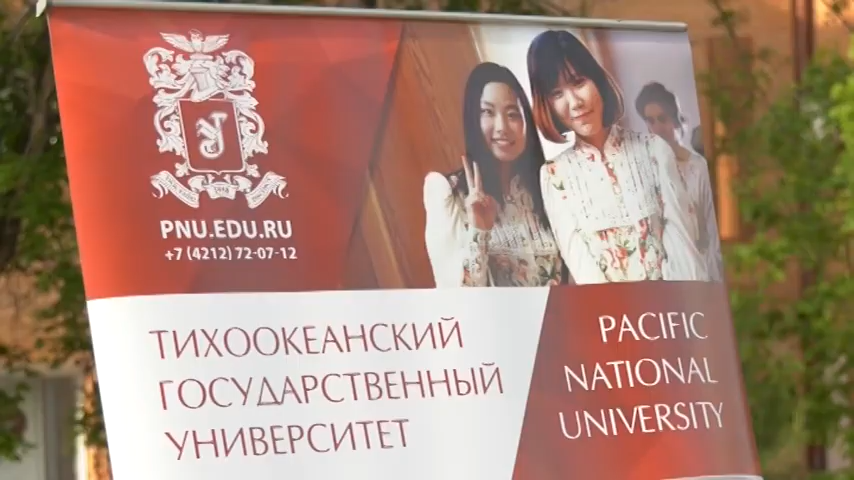 У
PNU.EDU.RU
+7 (4212) 72-07-12
ТИХООКЕАНСКИЙ
ГОСУДАРСТВЕННЫЙ
УНИВЕРСИТЕТ
PACIFIC
NATIONAL
UNIVERSITY